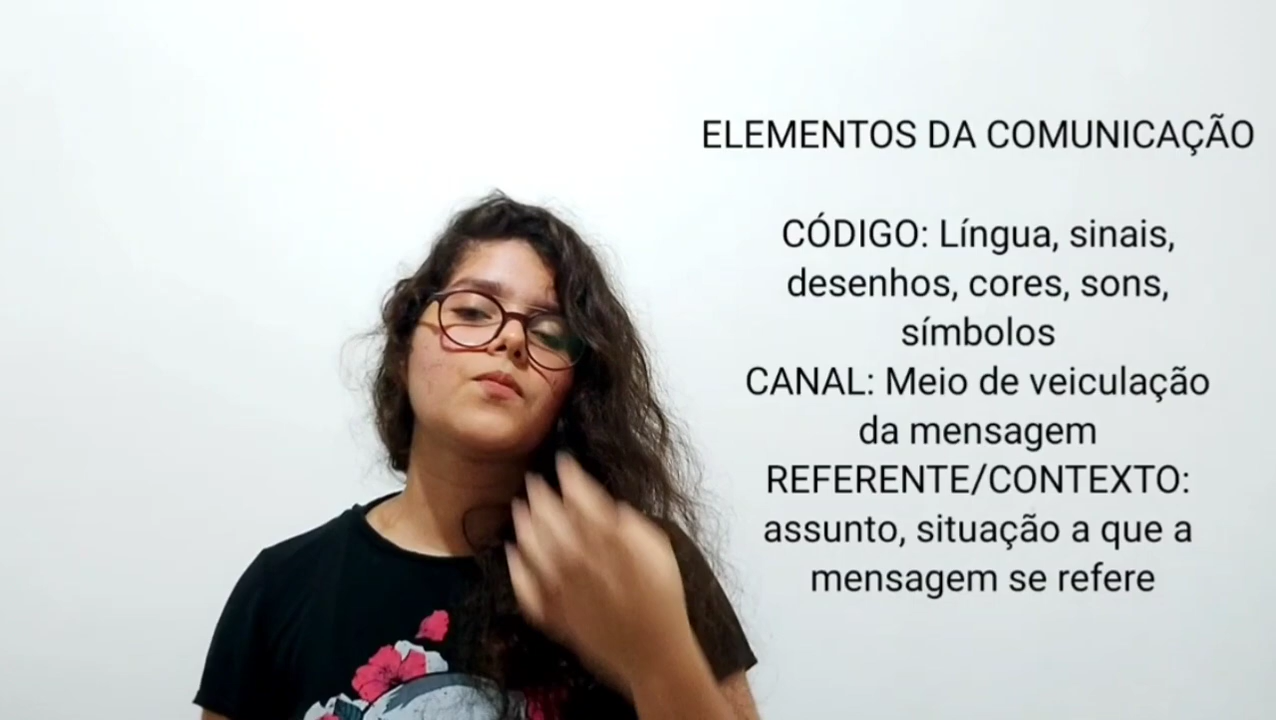 ELEMENTOS DA COMUNICAÇÃO
CÓDIGO: Língua, sinais,
desenhos, cores, sons,
símbolos
CANAL: Meio de veiculação
da mensagem
REFERENTE/CONTEXTO:
assunto, situação a que a
mensagem se refere